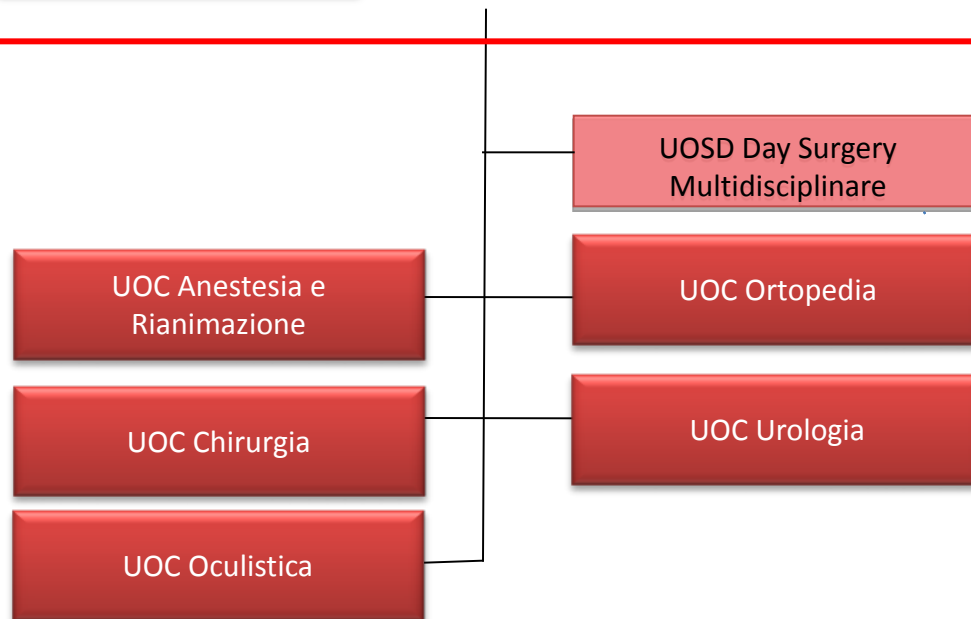 UOSD Day Surgery
Multidisciplinare
UOC Anestesia e
Rianimazione
UOC Ortopedia
UOC Chirurgia
UOC Urologia
UOC Oculistica